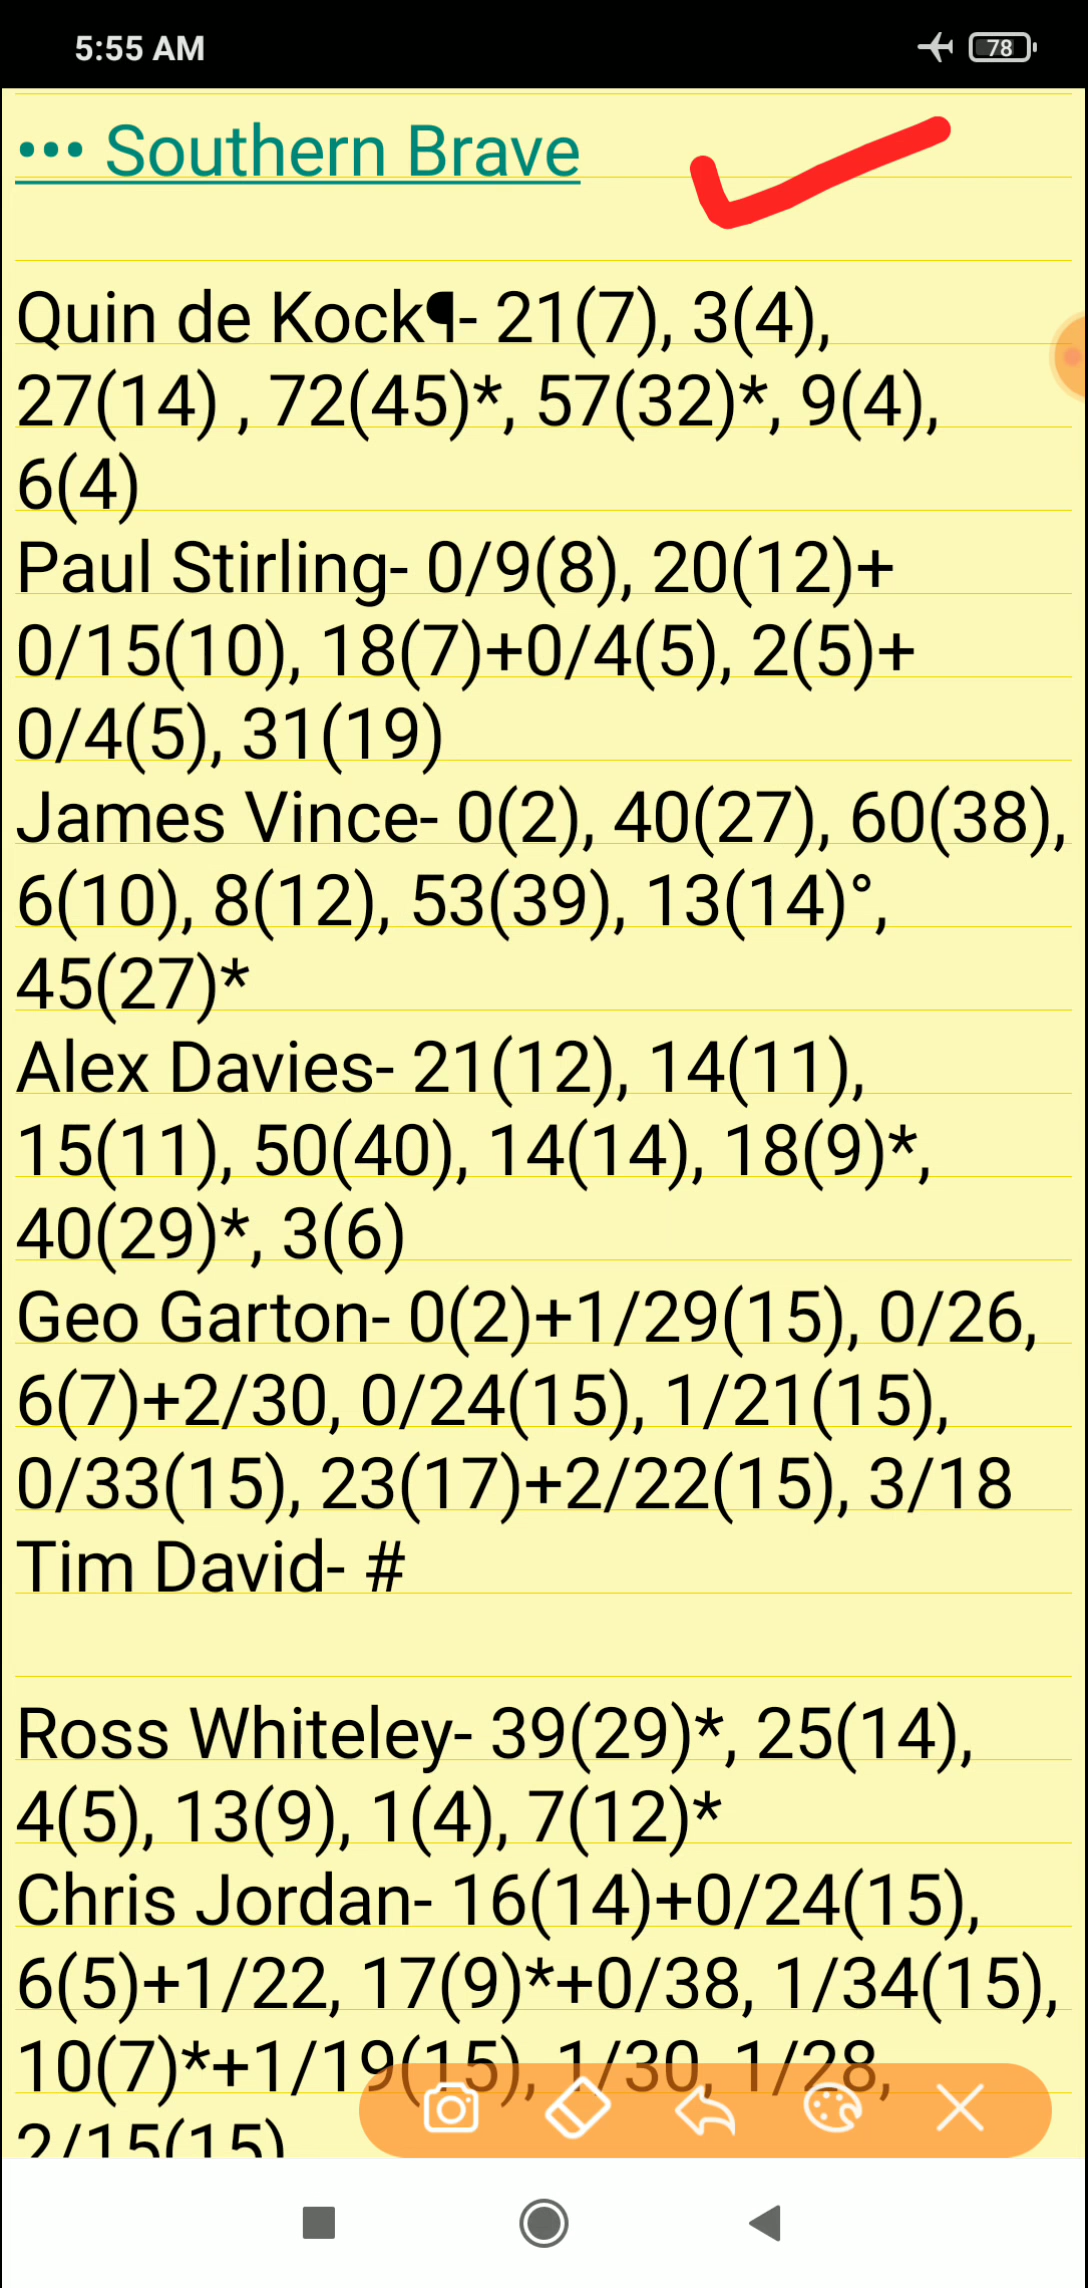 5:55 AM
78
••• Southern Brave
Quin de Kock¶- 21(7), 3(4),
27(14) , 72(45)*, 57(32)*, 9(4),
6(4)
Paul Stirling- 0/9(8), 20(12)+
0/15(10), 18(7)+0/4(5), 2(5)+
0/4(5), 31(19)
James Vince- 0(2), 40(27), 60(38),
6(10), 8(12), 53(39), 13(14)°,
45(27)*
Alex Davies- 21(12), 14(11),
15(11), 50(40), 14(14), 18(9)*,
40(29)*, 3(6)
Geo Garton- 0(2)+1/29(15), 0/26,
6(7)+2/30, 0/24(15), 1/21(15),
0/33(15), 23(17)+2/22(15), 3/18
Tim David- #
Ross Whiteley- 39(29)*, 25(14),
4(5), 13(9), 1(4), 7(12)*
Chris Jordan- 16(14)+0/24(15),
6(5)+1/22, 17(9)*+0/38, 1/34(15),
10(7)*+1/19(15), 1/30, 1/28,
2/15(15)